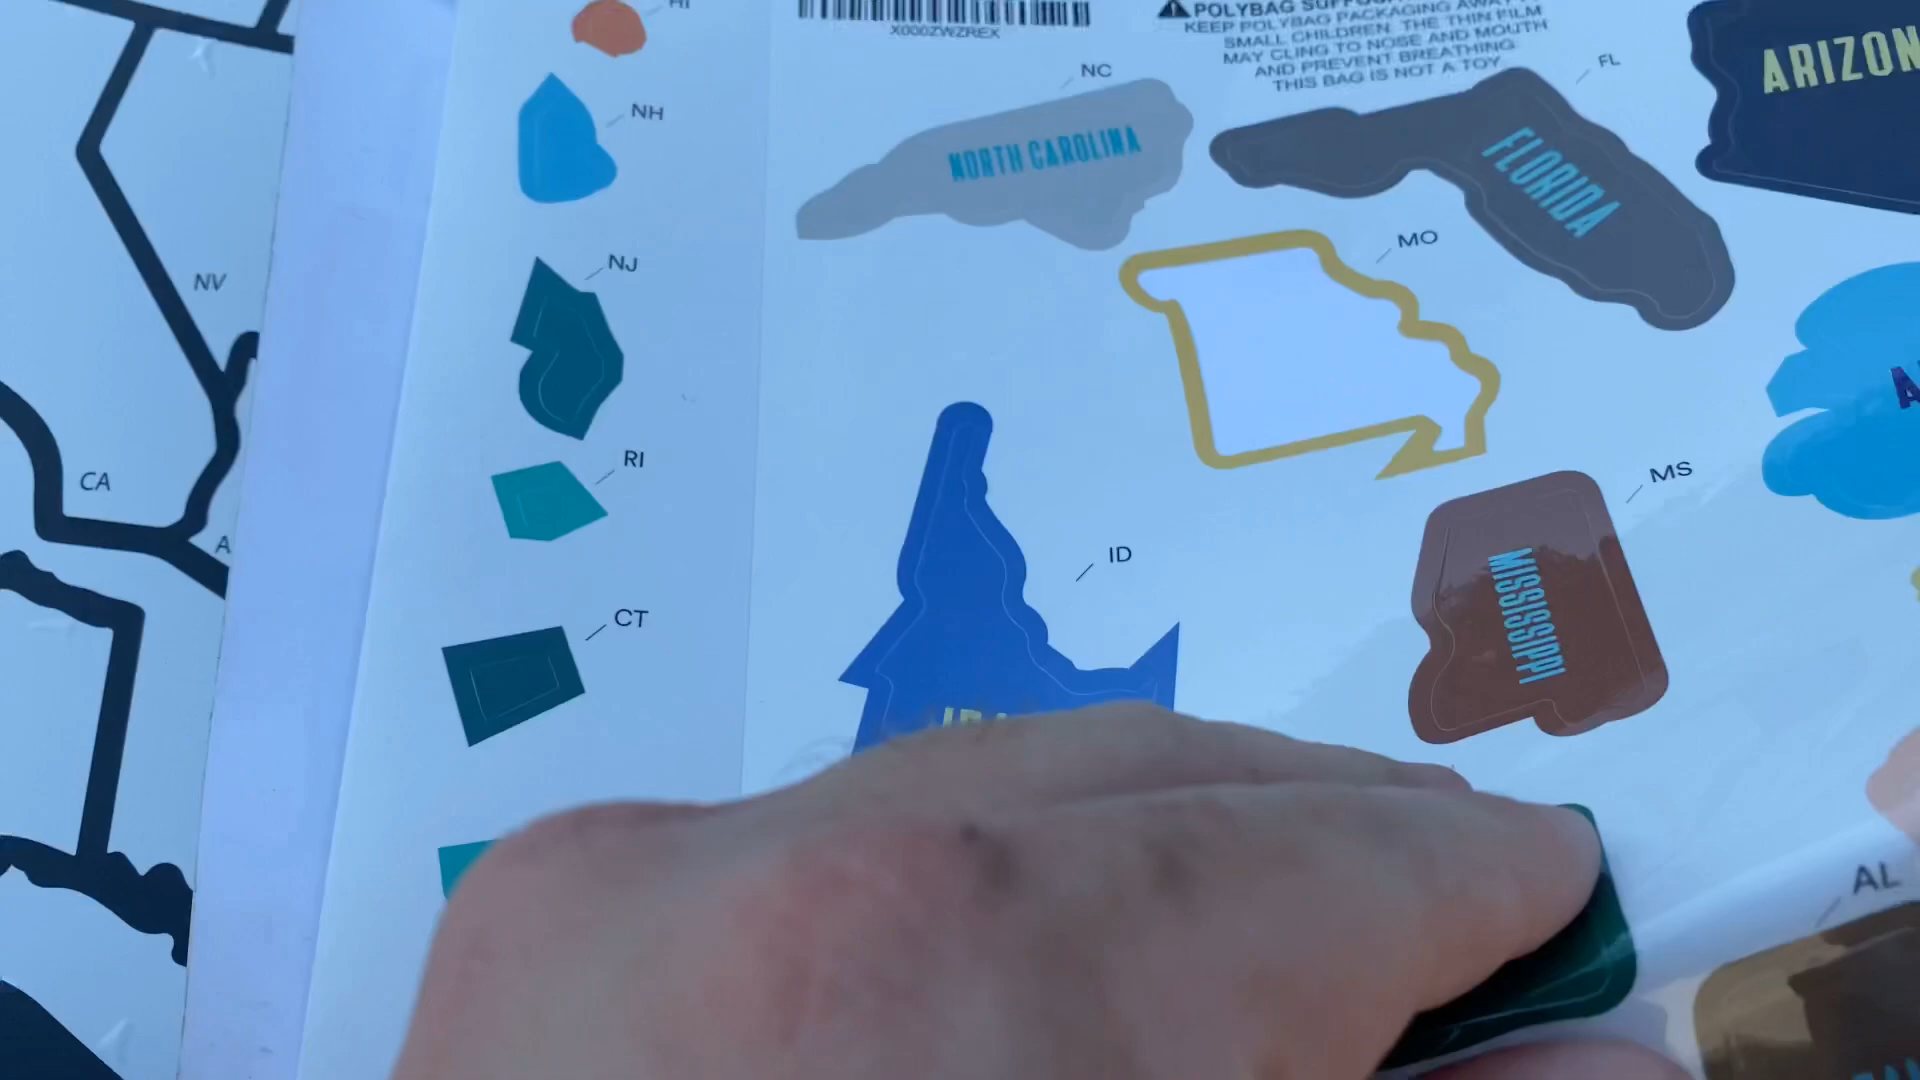 HI
X000ZWZREX
KEEP POLYBAG PACKAGING AWAY
SMALL CHILDREN. THE THIN FILM
MAY CLING TO NOSE AND MOUTH
AND PREVENT BREATHING.
THIS BAG IS NOT A TOY.
ARIZON
NC
FL
NH
NORTH CAROLINA
FLORIDA
MO
NJ
NV
RI
MS
CA
A
ID
MISSISSIPPI
CT
AL